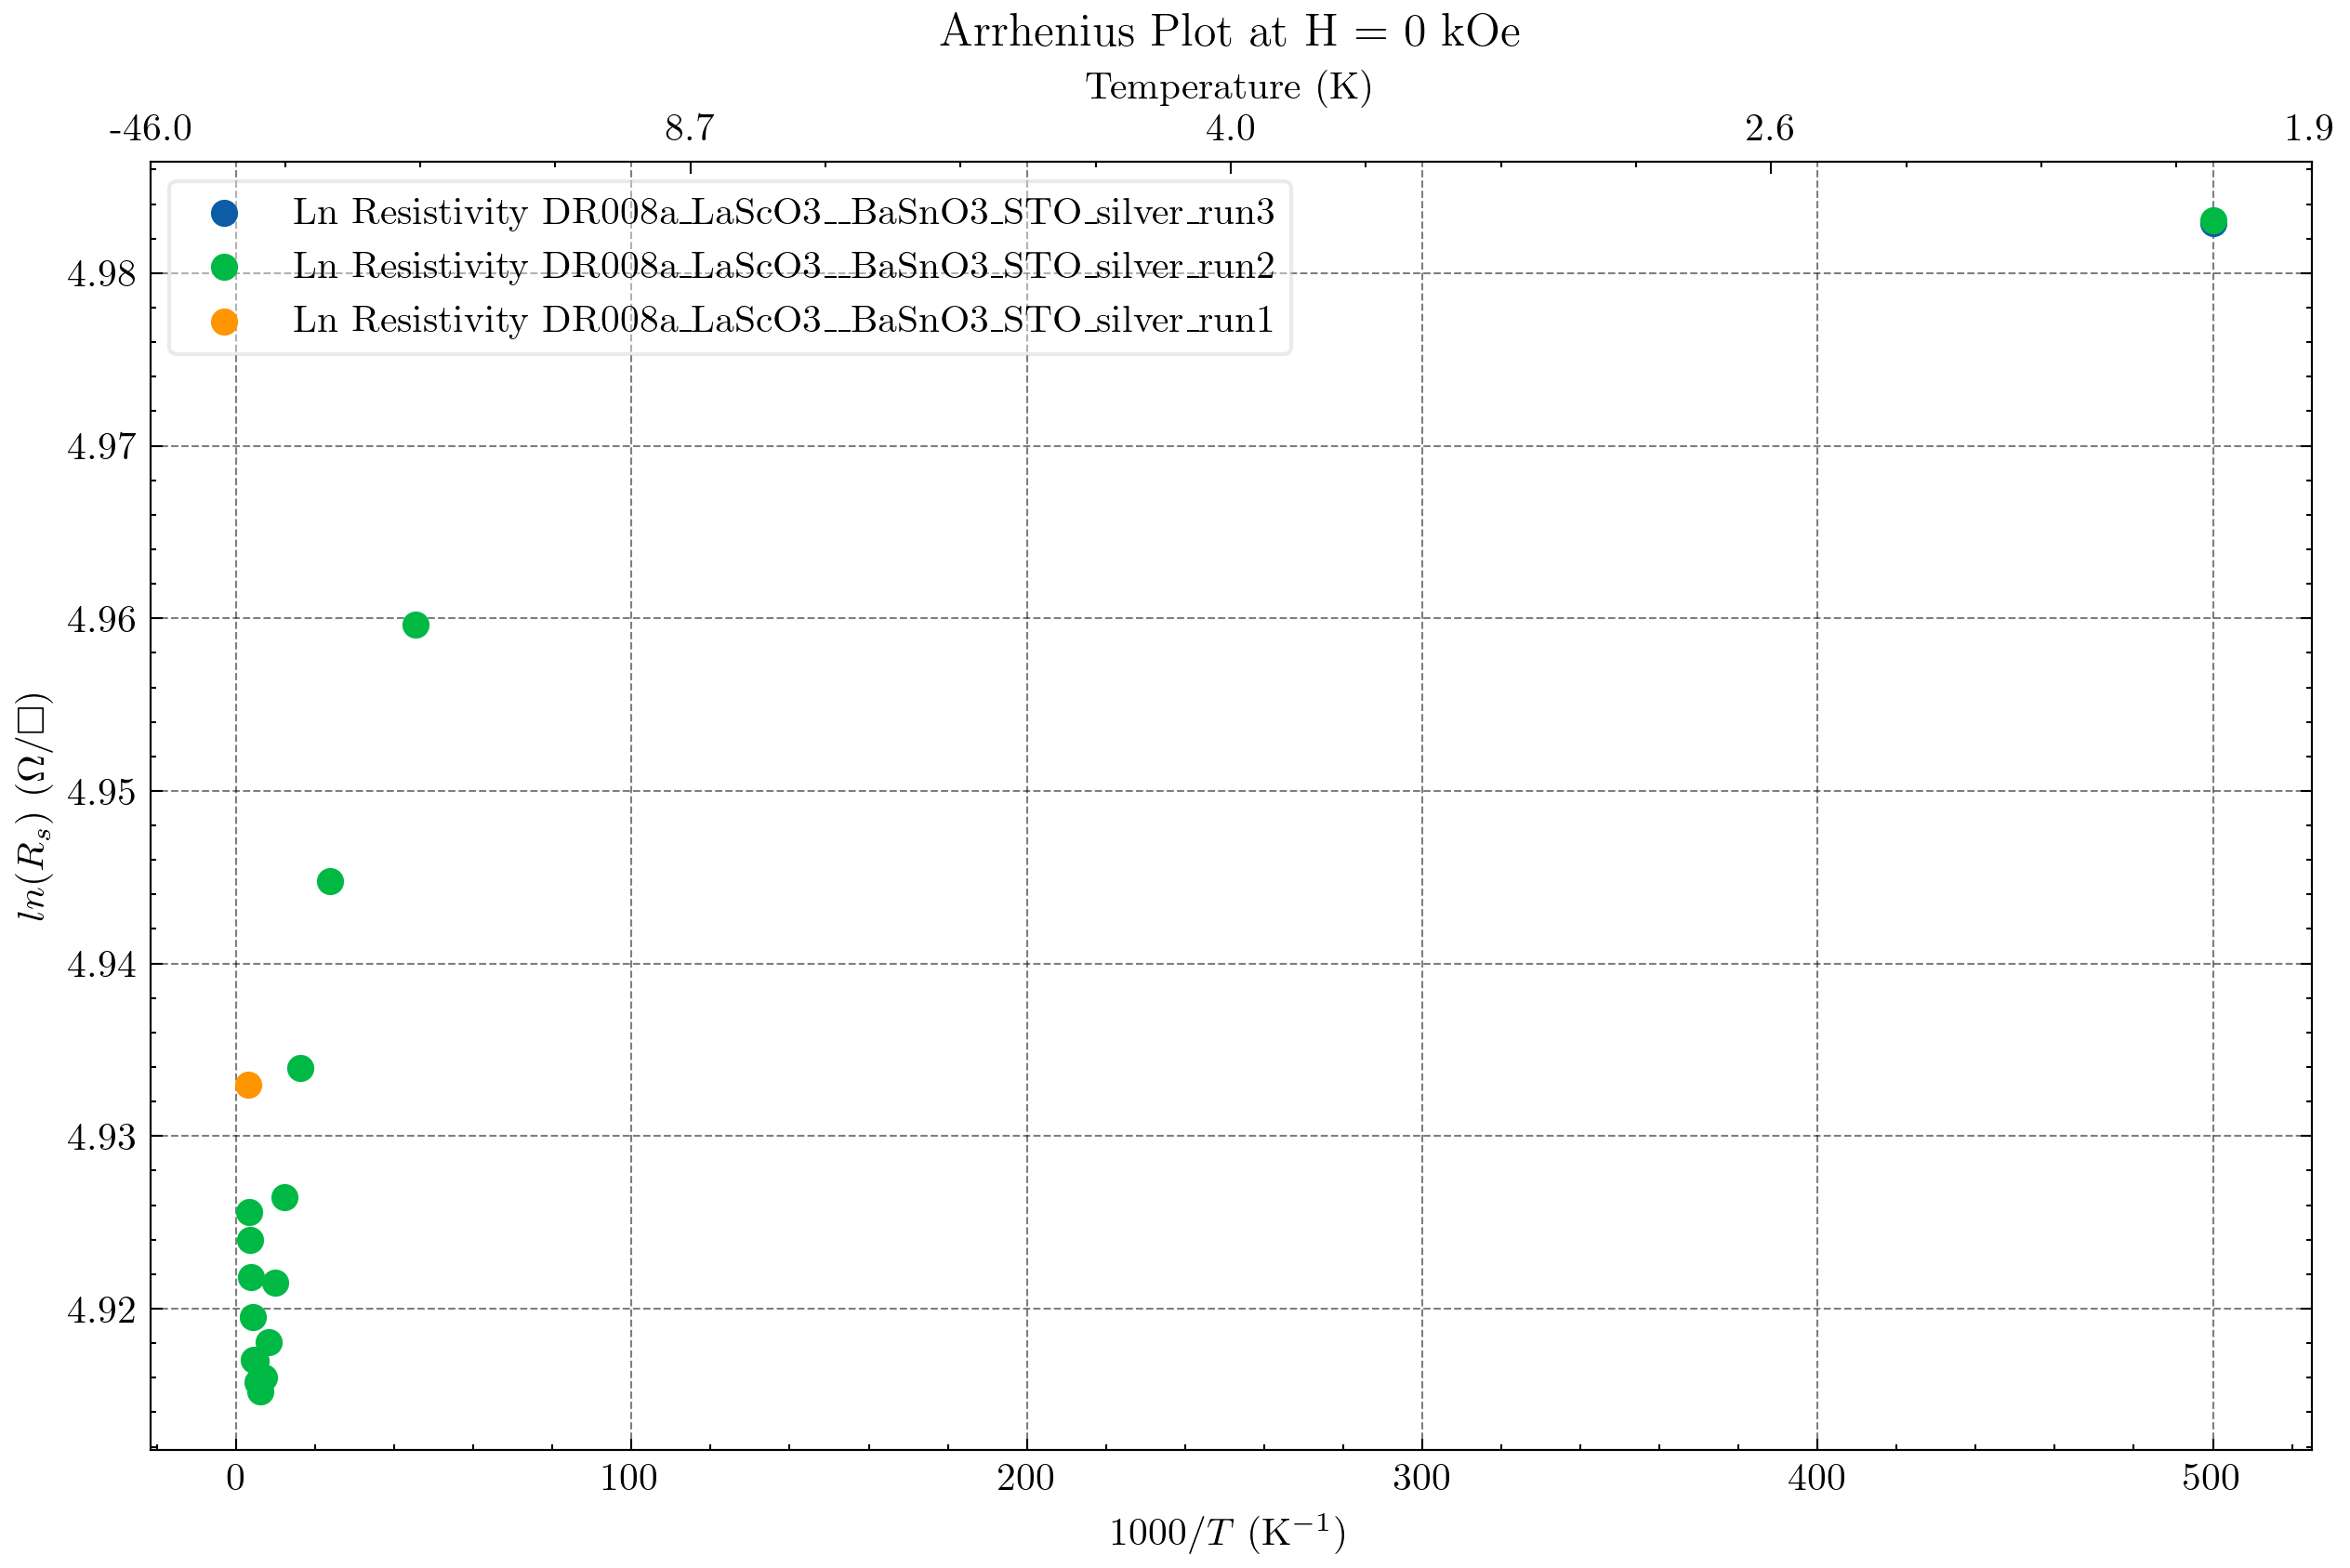 Arrhenius Plot at H = 0 kOe
Temperature (K)
-46.0 8.7 4.0 2.6 1.9
Ln Resistivity DR008a_LaScO3__BaSnO3_STO_silver_run3
Ln Resistivity DR008a_LaScO3__BaSnO3_STO_silver_run2
Ln Resistivity DR008a_LaScO3__BaSnO3_STO_silver_run1
4.98
4.97
4.96
4.95
4.94
4.93
4.92
ln(R_s) (Ω/□)
0 100 200 300 400 500
1000/T (K⁻¹)